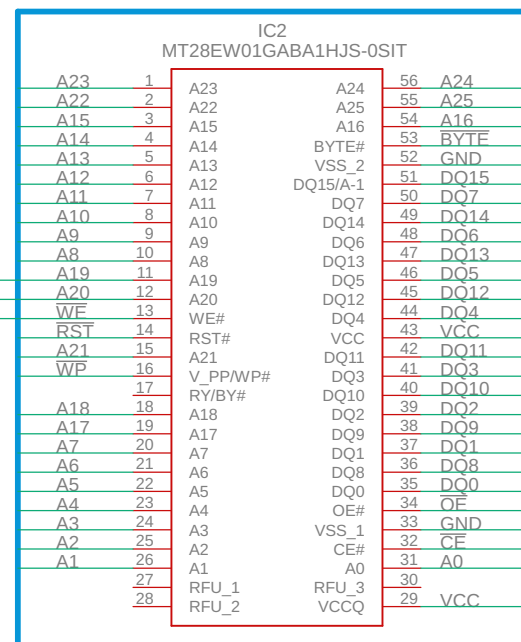 IC2
MT28EW01GABA1HJS-0SIT
A23 1 A23 A24 56 A24
A22 2 A22 A25 55 A25
A15 3 A15 A16 54 A16
A14 4 A14 BYTE# 53 BYTE
A13 5 A13 VSS_2 52 GND
A12 6 A12 DQ15/A-1 51 DQ15
A11 7 A11 DQ7 50 DQ7
A10 8 A10 DQ14 49 DQ14
A9 9 A9 DQ6 48 DQ6
A8 10 A8 DQ13 47 DQ13
A19 11 A19 DQ5 46 DQ5
A20 12 A20 DQ12 45 DQ12
WE 13 WE# DQ4 44 DQ4
RST 14 RST# VCC 43 VCC
A21 15 A21 DQ11 42 DQ11
WP 16 V_PP/WP# DQ3 41 DQ3
17 RY/BY# DQ10 40 DQ10
A18 18 A18 DQ2 39 DQ2
A17 19 A17 DQ9 38 DQ9
A7 20 A7 DQ1 37 DQ1
A6 21 A6 DQ8 36 DQ8
A5 22 A5 DQ0 35 DQ0
A4 23 A4 OE# 34 OE
A3 24 A3 VSS_1 33 GND
A2 25 A2 CE# 32 CE
A1 26 A1 A0 31 A0
27 RFU_1 RFU_3 30
28 RFU_2 VCCQ 29 VCC